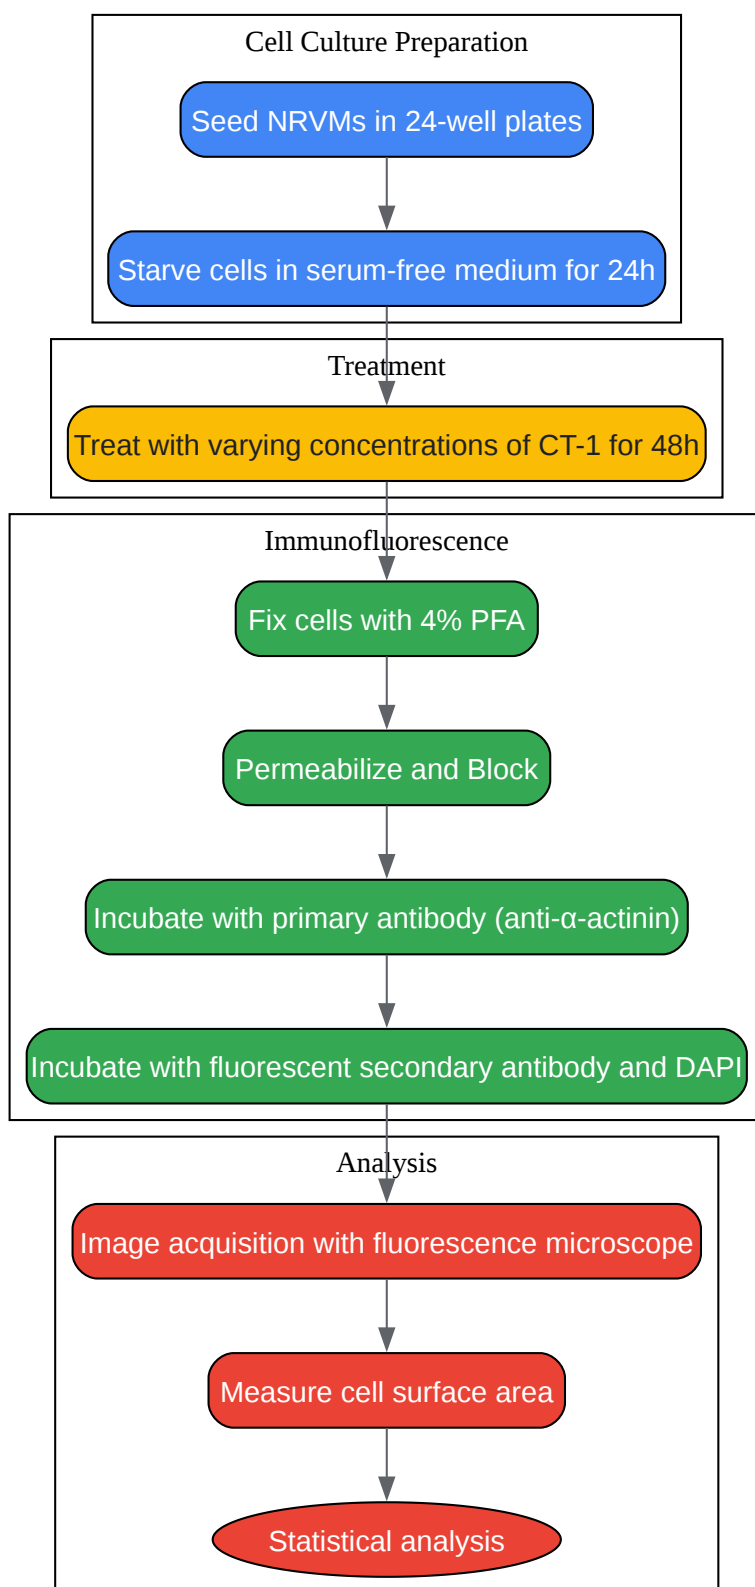 Cell Culture Preparation
Seed NRVMs in 24-well plates
Starve cells in serum-free medium for 24h
Treatment
Treat with varying concentrations of CT-1 for 48h
Immunofluorescence
Fix cells with 4% PFA
Permeabilize and Block
Incubate with primary antibody (anti-α-actinin)
Incubate with fluorescent secondary antibody and DAPI
Analysis
Image acquisition with fluorescence microscope
Measure cell surface area
Statistical analysis